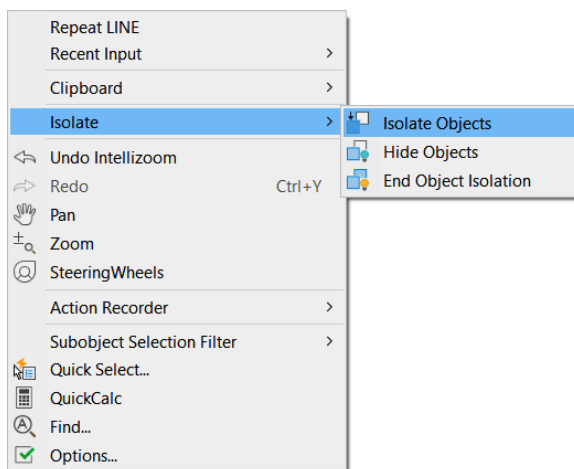 Repeat LINE
Recent Input
Clipboard
Isolate
Isolate Objects
Hide Objects
End Object Isolation
Undo Intellizoom
Redo Ctrl+Y
Pan
Zoom
SteeringWheels
Action Recorder
Subobject Selection Filter
Quick Select...
QuickCalc
Find...
Options...